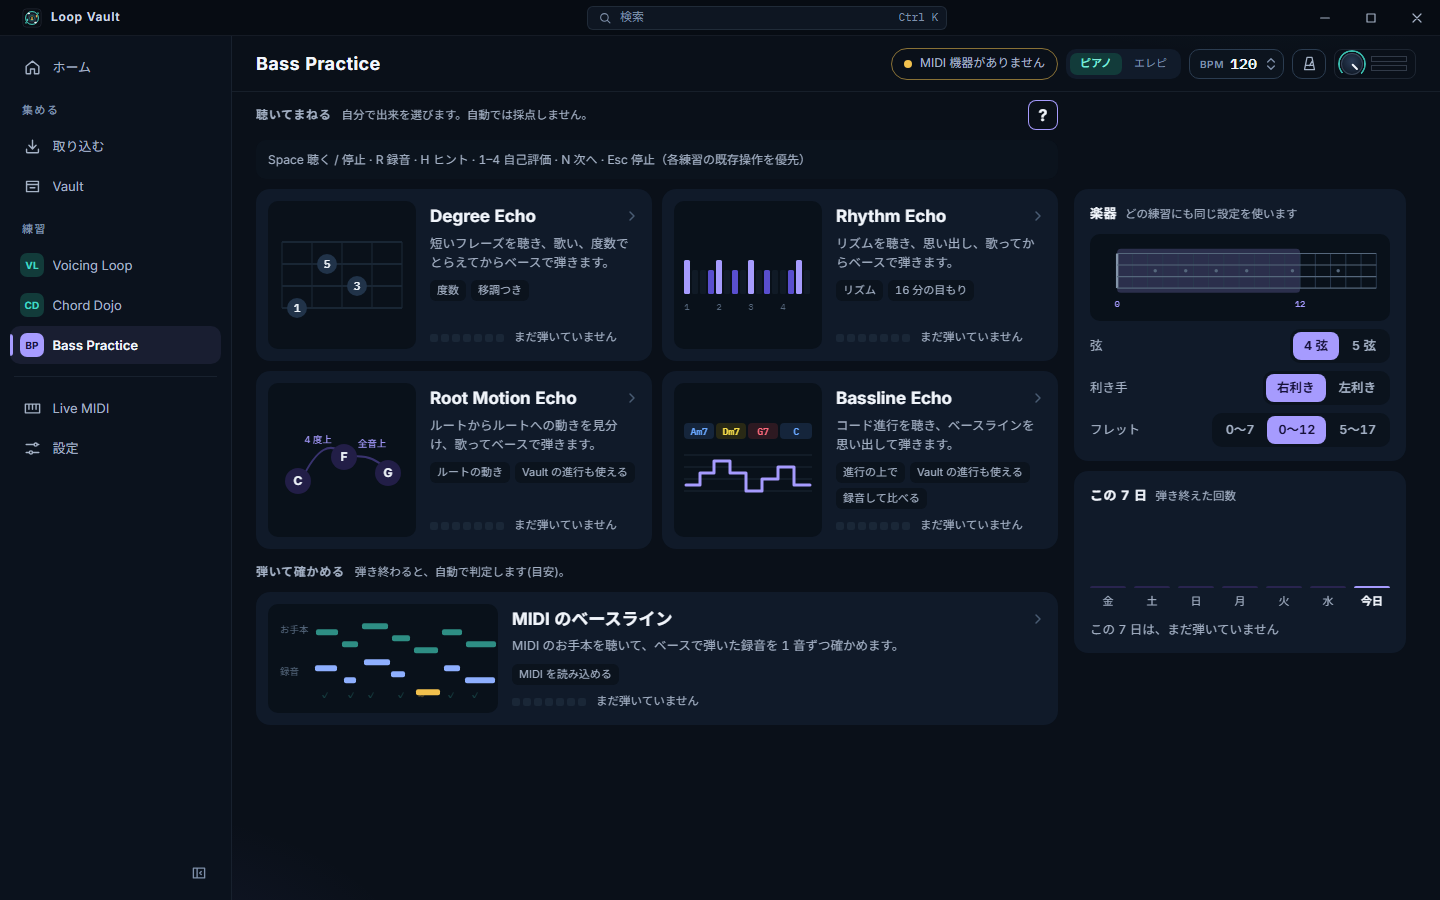 Loop Vault
検索
Ctrl K
ホーム
集める
取り込む
Vault
練習
VL Voicing Loop
CD Chord Dojo
BP Bass Practice
Live MIDI
設定
Bass Practice
MIDI 機器がありません
ピアノ エレピ
BPM 120
聴いてまねる 自分で出来を選びます。自動では採点しません。
?
Space 聴く / 停止 · R 録音 · H ヒント · 1–4 自己評価 · N 次へ · Esc 停止（各練習の既存操作を優先）
5
3
1
Degree Echo
短いフレーズを聴き、歌い、度数で
とらえてからベースで弾きます。
度数 移調つき
まだ弾いていません
1 2 3 4
Rhythm Echo
リズムを聴き、思い出し、歌ってか
らベースで弾きます。
リズム 16 分の目もり
まだ弾いていません
4 度上 全音上
C F G
Root Motion Echo
ルートからルートへの動きを見分
け、歌ってベースで弾きます。
ルートの動き Vault の進行も使える
まだ弾いていません
Am7 Dm7 G7 C
Bassline Echo
コード進行を聴き、ベースラインを
思い出して弾きます。
進行の上で Vault の進行も使える
録音して比べる
まだ弾いていません
弾いて確かめる 弾き終わると、自動で判定します(目安)。
お手本
録音
✓ ✓ ✓ ✓ ✓ ✓
MIDI のベースライン
MIDI のお手本を聴いて、ベースで弾いた録音を 1 音ずつ確かめます。
MIDI を読み込める
まだ弾いていません
楽器 どの練習にも同じ設定を使います
0 12
弦 4 弦 5 弦
利き手 右利き 左利き
フレット 0〜7 0〜12 5〜17
この 7 日 弾き終えた回数
金 土 日 月 火 水 今日
この 7 日は、まだ弾いていません